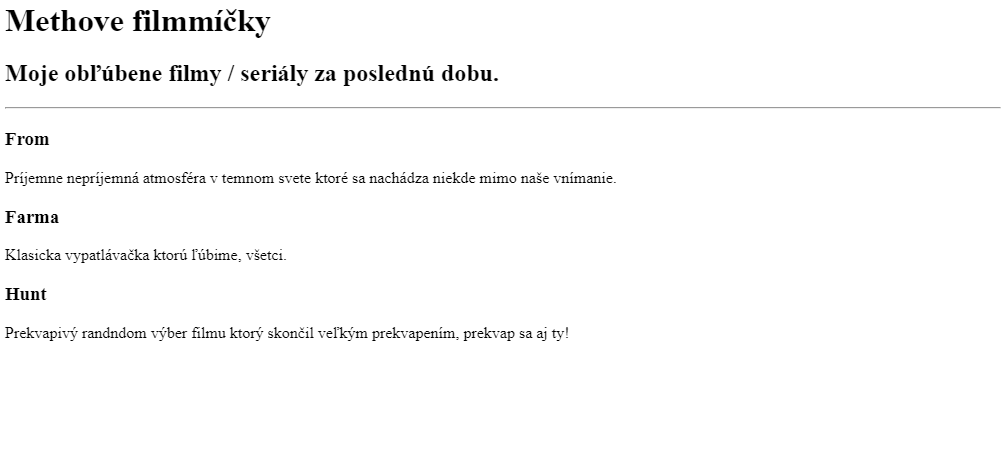 Methove filmmíčky
Moje obľúbene filmy / seriály za poslednú dobu.
From
Príjemne nepríjemná atmosféra v temnom svete ktoré sa nachádza niekde mimo naše vnímanie.
Farma
Klasicka vypatlávačka ktorú ľúbime, všetci.
Hunt
Prekvapivý randndom výber filmu ktorý skončil veľkým prekvapením, prekvap sa aj ty!